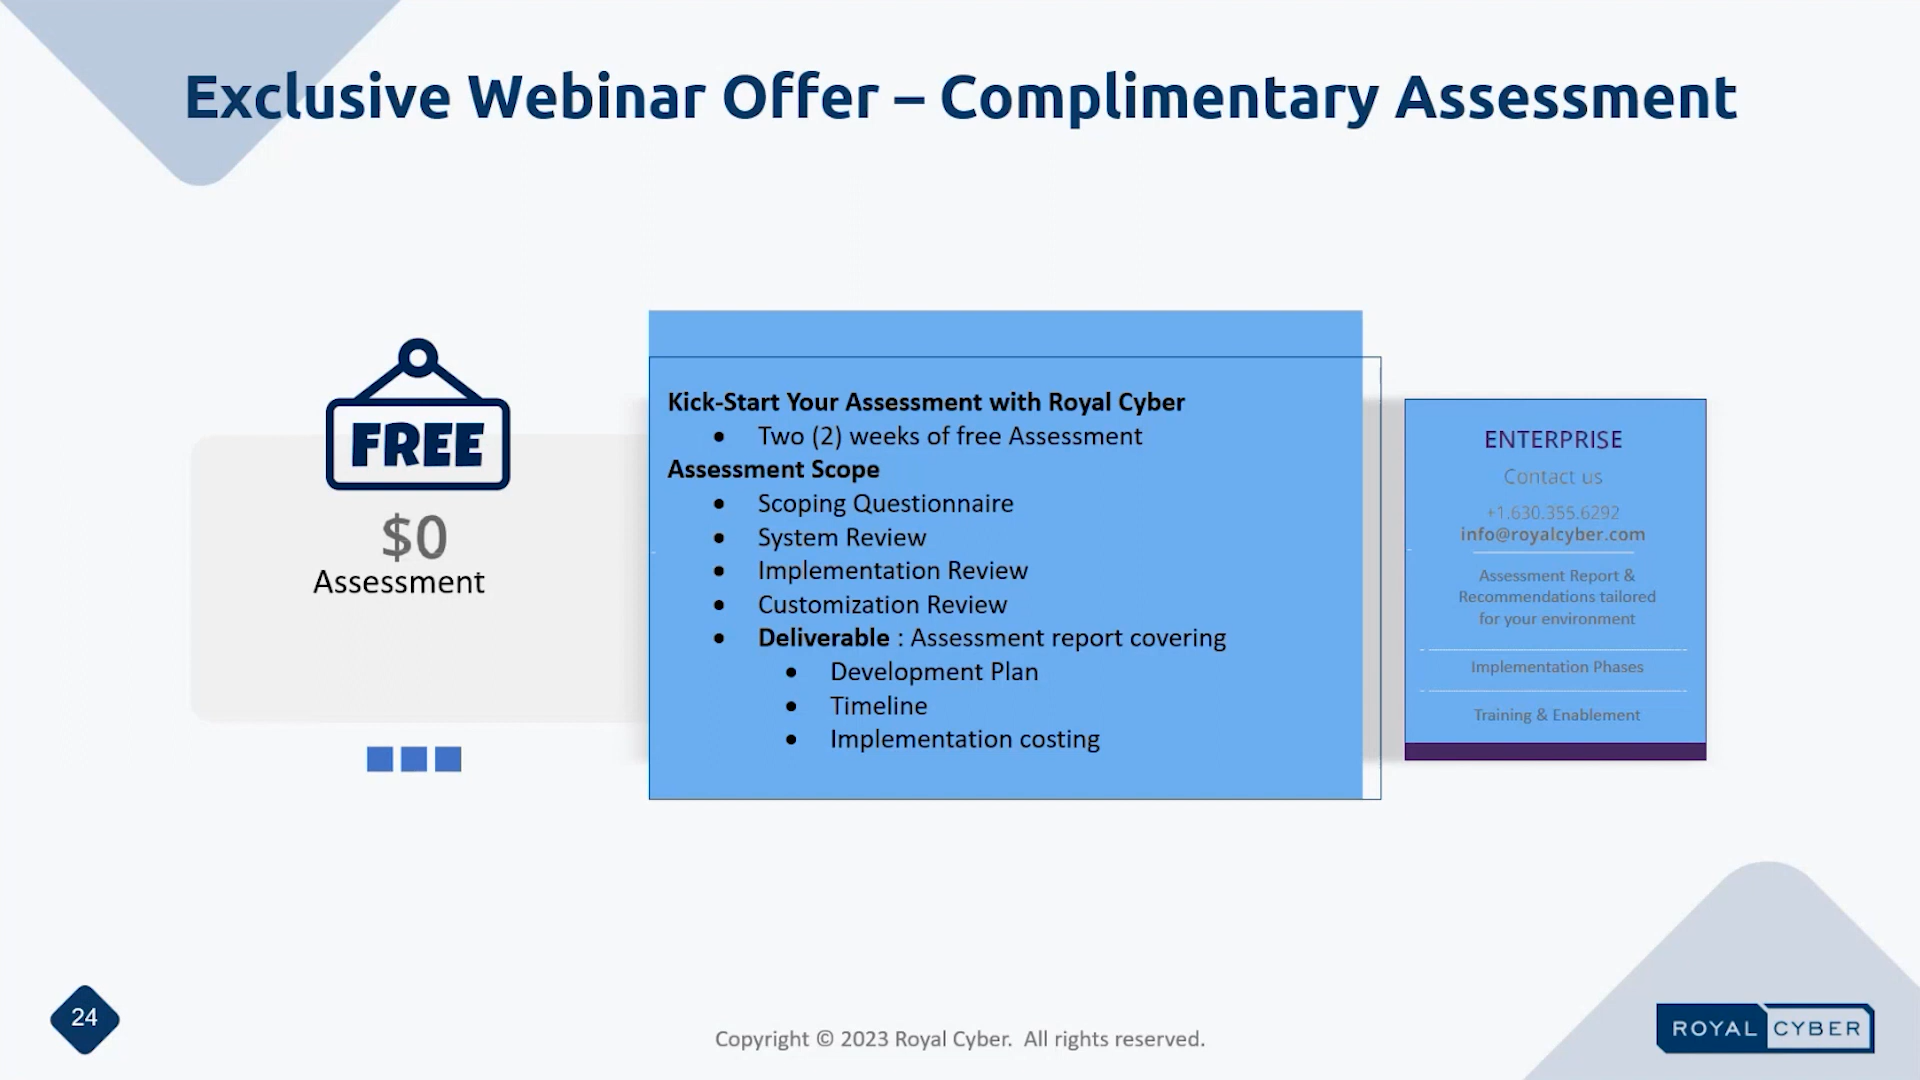 Exclusive Webinar Offer – Complimentary Assessment
FREE
$0
Assessment
Kick-Start Your Assessment with Royal Cyber
• Two (2) weeks of free Assessment
Assessment Scope
• Scoping Questionnaire
• System Review
• Implementation Review
• Customization Review
• Deliverable : Assessment report covering
• Development Plan
• Timeline
• Implementation costing
ENTERPRISE
Contact us
+1.630.355.6292
info@royalcyber.com
Assessment Report &
Recommendations tailored
for your environment
Implementation Phases
Training & Enablement
24
Copyright © 2023 Royal Cyber. All rights reserved.
ROYAL CYBER